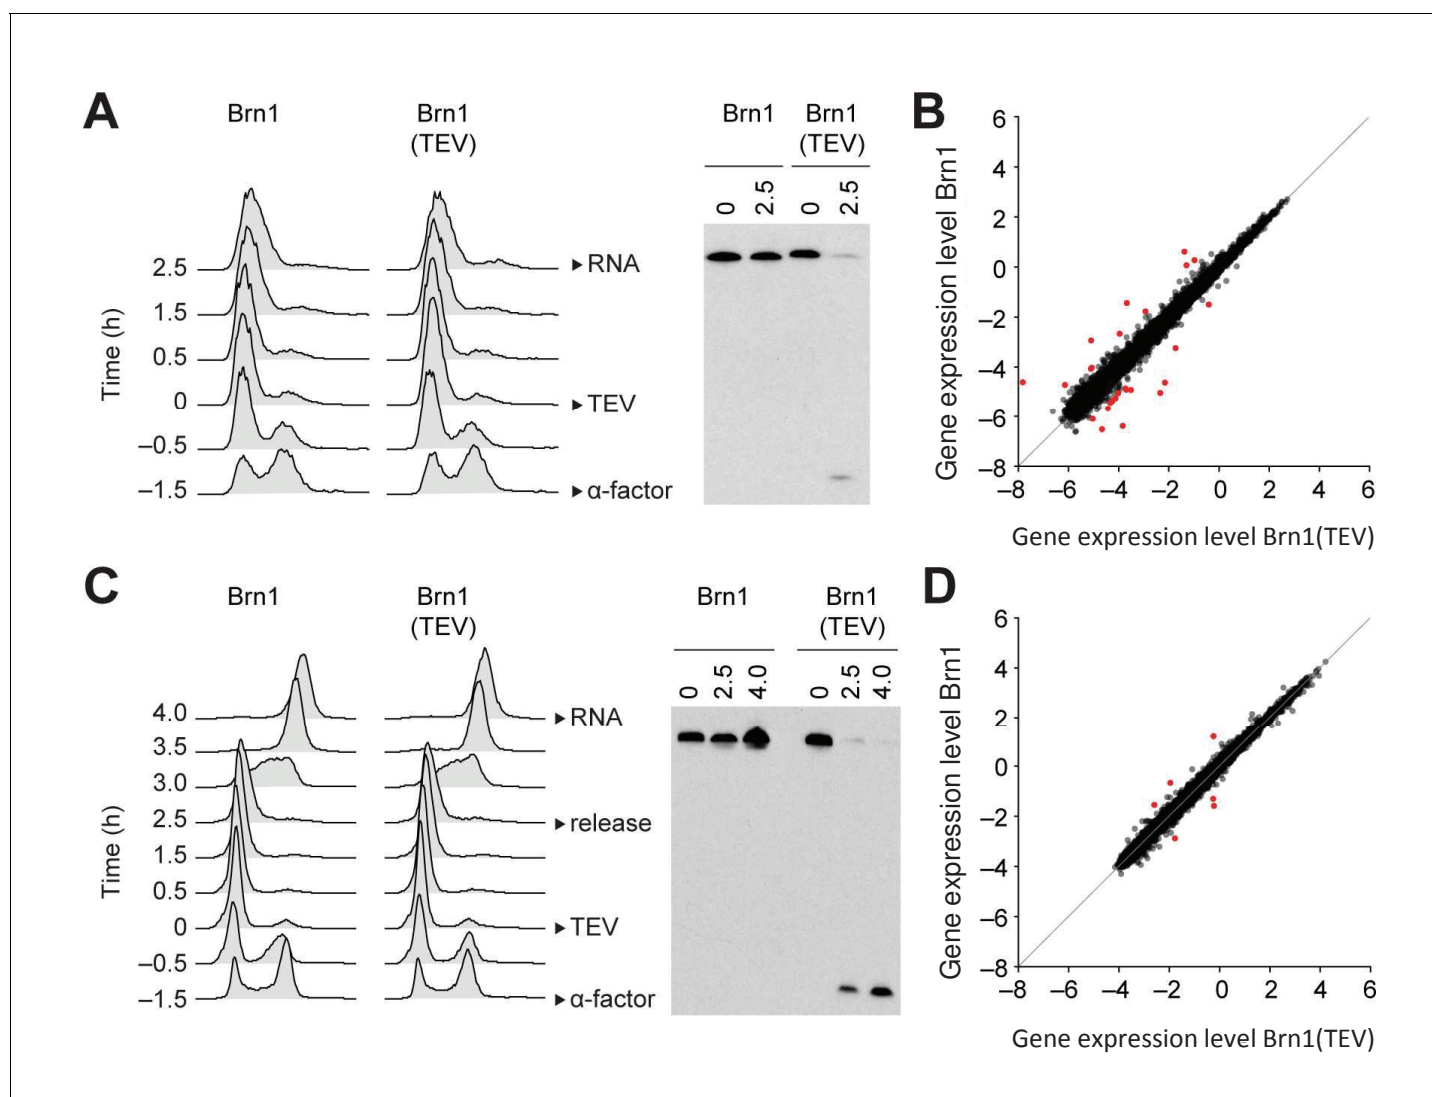 A
Brn1
Brn1
(TEV)
Time (h)
2.5
1.5
0.5
0
–0.5
–1.5
▸RNA
▸TEV
▸α-factor
Brn1
Brn1
(TEV)
0
2.5
0
2.5
B
Gene expression level Brn1
6
4
2
0
–2
–4
–6
–8
–8 –6 –4 –2 0 2 4 6
Gene expression level Brn1(TEV)
C
Brn1
Brn1
(TEV)
Time (h)
4.0
3.5
3.0
2.5
1.5
0.5
0
–0.5
–1.5
▸RNA
▸release
▸TEV
▸α-factor
Brn1
Brn1
(TEV)
0
2.5
4.0
0
2.5
4.0
D
Gene expression level Brn1
6
4
2
0
–2
–4
–6
–8
–8 –6 –4 –2 0 2 4 6
Gene expression level Brn1(TEV)